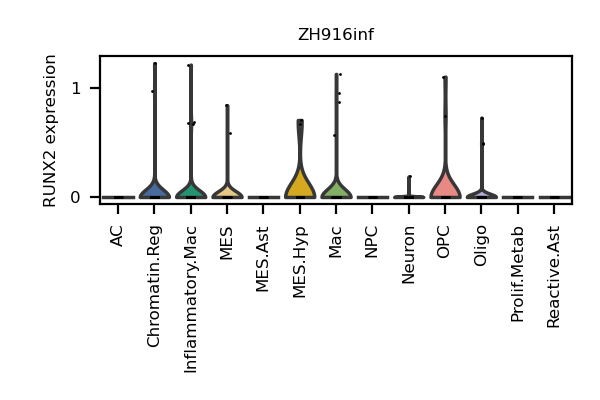 ZH916inf
RUNX2 expression
1
0
AC
Chromatin.Reg
Inflammatory.Mac
MES
MES.Ast
MES.Hyp
Mac
NPC
Neuron
OPC
Oligo
Prolif.Metab
Reactive.Ast